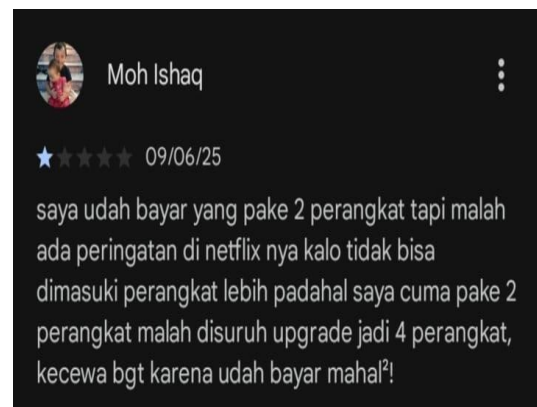 Moh Ishaq
09/06/25
saya udah bayar yang pake 2 perangkat tapi malah
ada peringatan di netflix nya kalo tidak bisa
dimasuki perangkat lebih padahal saya cuma pake 2
perangkat malah disuruh upgrade jadi 4 perangkat,
kecewa bgt karena udah bayar mahal²!